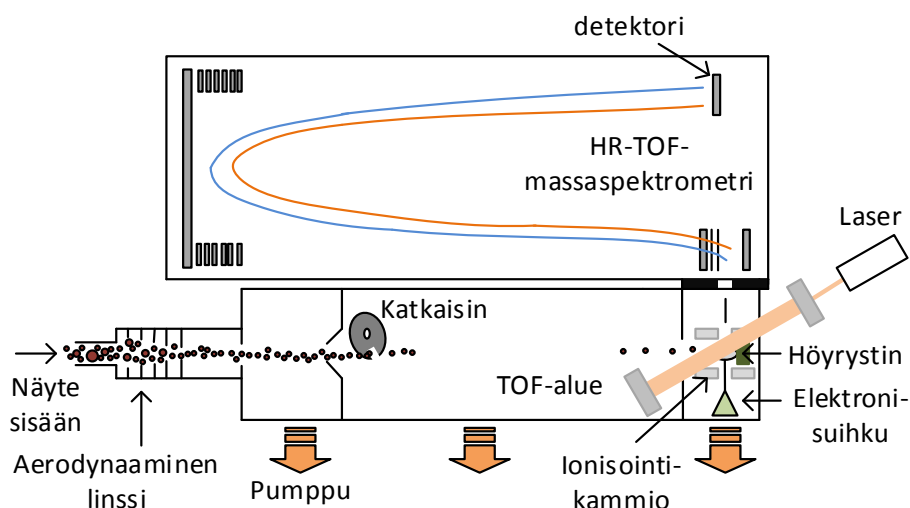 detektori
HR-TOF-
massaspektrometri
Laser
Katkaisin
Näyte
sisään
TOF-alue
Höyrystin
Elektroni-
suihku
Aerodynaaminen
linssi
Pumppu
Ionisointi-
kammio